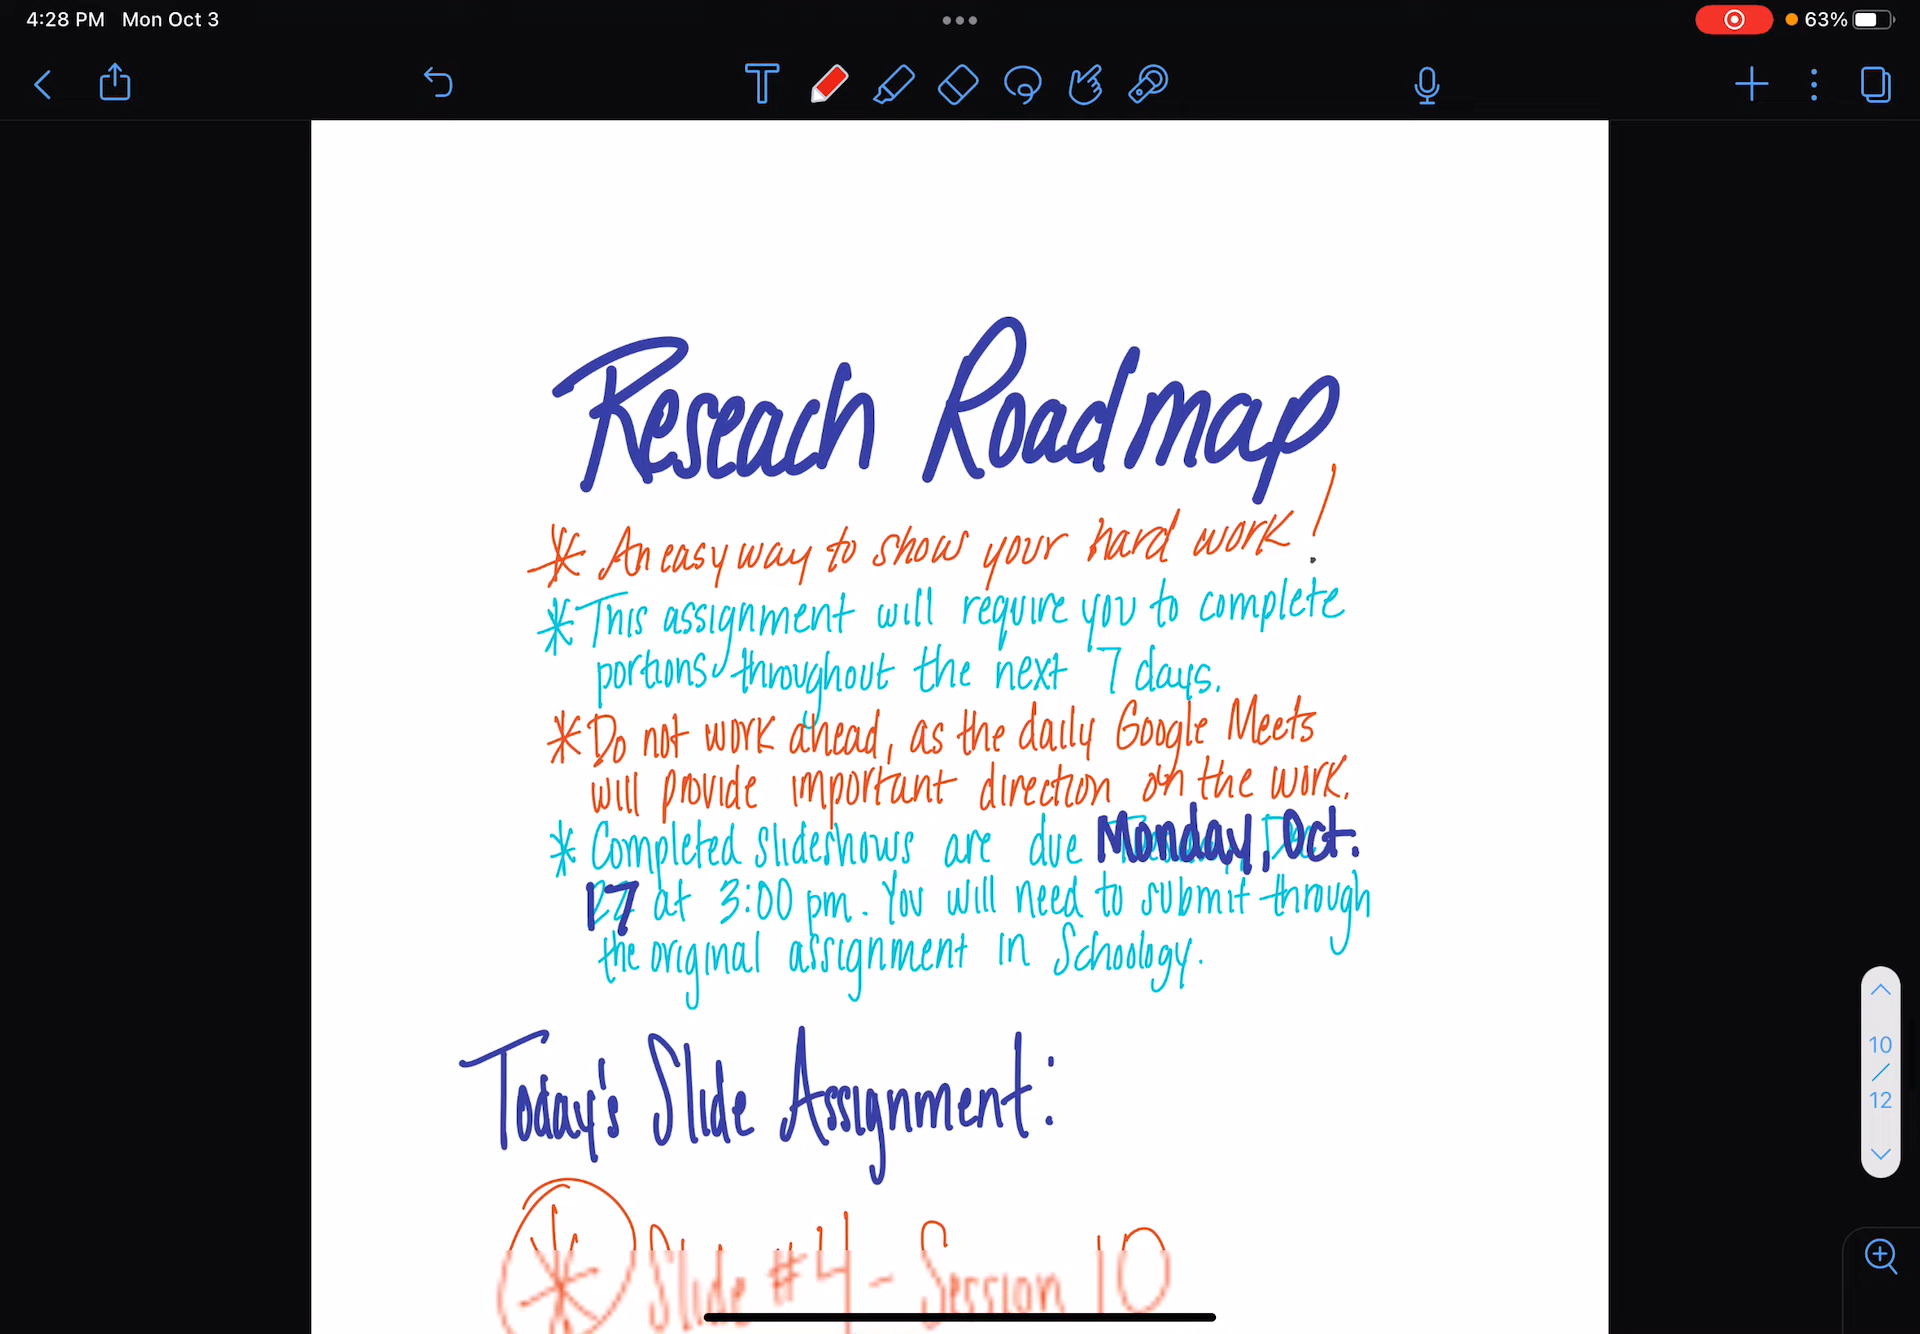 4:28 PM Mon Oct 3
63%
T
Reseach Roadmap
* An easy way to show your hard work!
* This assignment will require you to complete
portions throughout the next 7 days.
* Do not work ahead, as the daily Google Meets
will provide important direction on the work.
* Completed slideshows are due Monday, Oct.
17 at 3:00 pm. You will need to submit through
the original assignment in Schoology.
Today's Slide Assignment:
* Slide #4 - Session 10
10
/
12